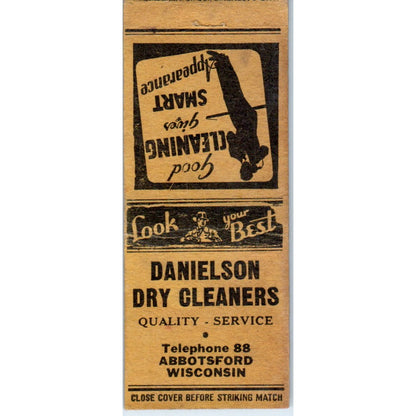 Good
CLEANING
gives
SMART
Appearance
Look your Best
DANIELSON
DRY CLEANERS
QUALITY - SERVICE
Telephone 88
ABBOTSFORD
WISCONSIN
CLOSE COVER BEFORE STRIKING MATCH